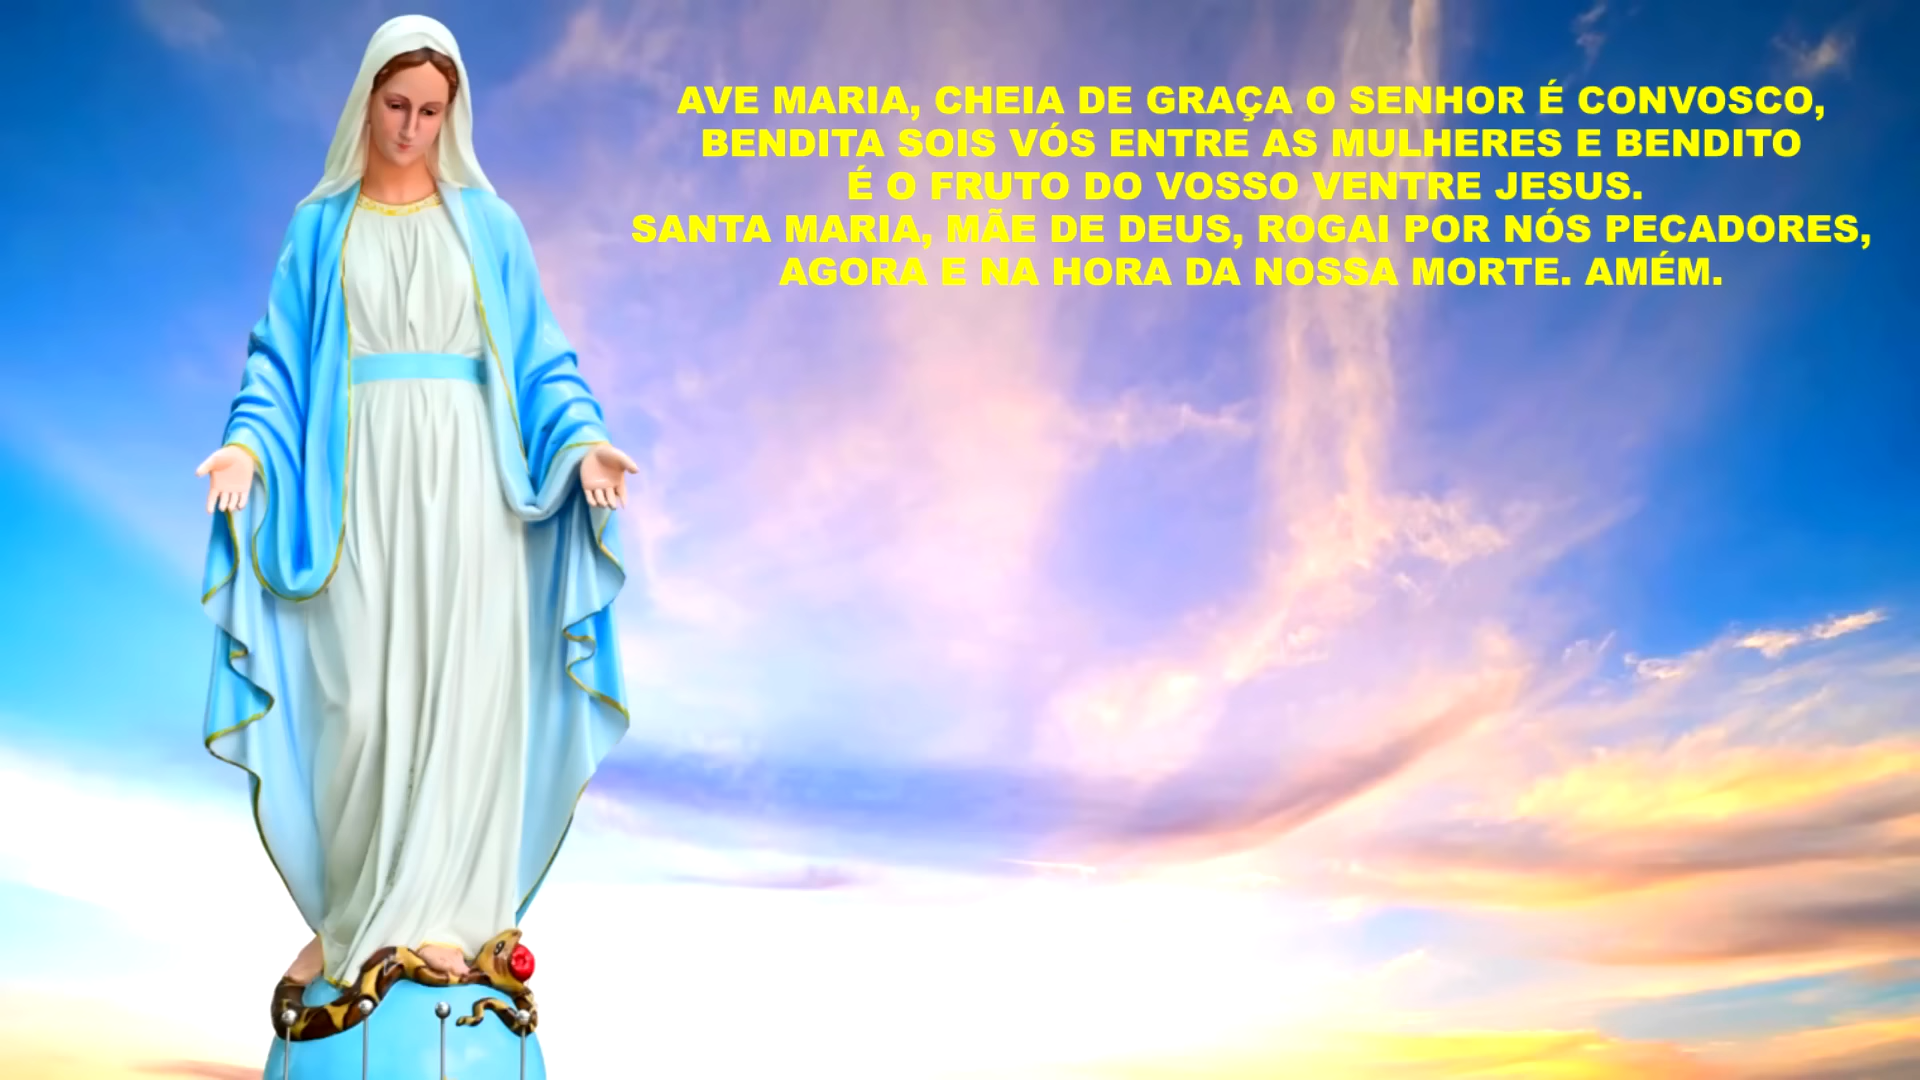 AVE MARIA, CHEIA DE GRAÇA O SENHOR É CONVOSCO,
BENDITA SOIS VÓS ENTRE AS MULHERES E BENDITO
É O FRUTO DO VOSSO VENTRE JESUS.
SANTA MARIA, MÃE DE DEUS, ROGAI POR NÓS PECADORES,
AGORA E NA HORA DA NOSSA MORTE. AMÉM.